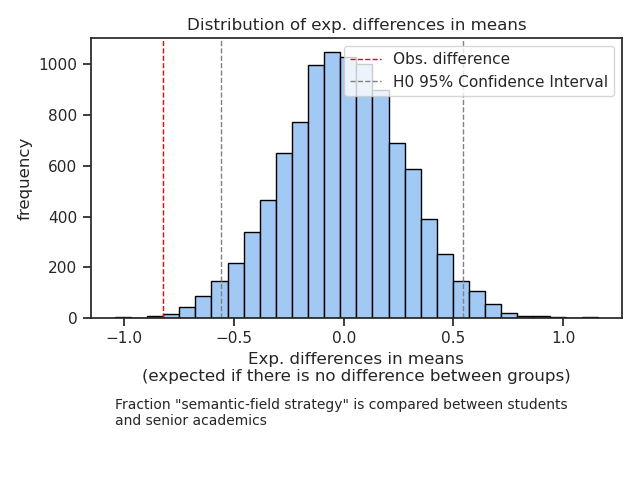 Distribution of exp. differences in means
Obs. difference
H0 95% Confidence Interval
frequency
1000
800
600
400
200
0
−1.0 −0.5 0.0 0.5 1.0
Exp. differences in means
(expected if there is no difference between groups)
Fraction "semantic-field strategy" is compared between students
and senior academics